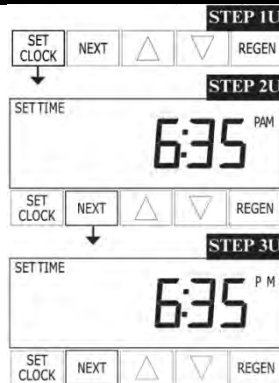 STEP 1U
SET CLOCK NEXT REGEN
STEP 2U
SET TIME
6:35 PAM
SET CLOCK NEXT REGEN
STEP 3U
SET TIME
6:35 P M
SET CLOCK NEXT REGEN